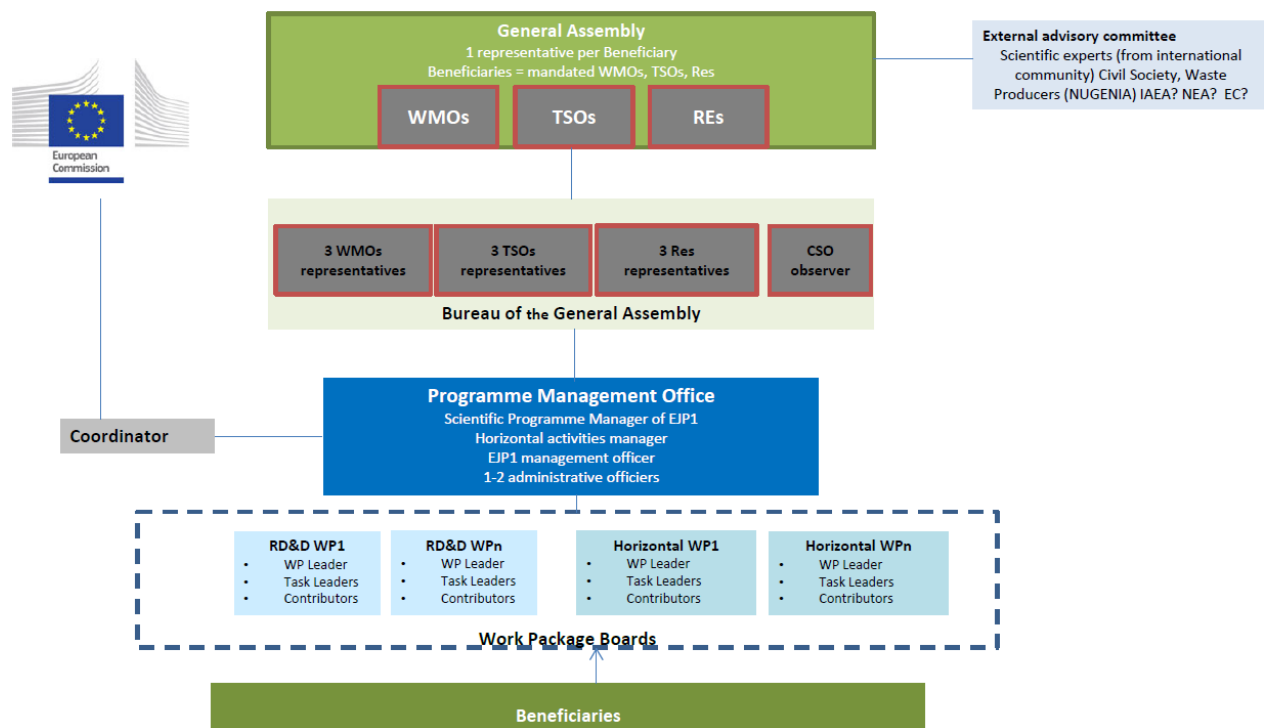 General Assembly
1 representative per Beneficiary
Beneficiaries = mandated WMOs, TSOs, Res
WMOs
TSOs
REs
External advisory committee
Scientific experts (from international
community) Civil Society, Waste
Producers (NUGENIA) IAEA? NEA? EC?
European
Commission
3 WMOs
representatives
3 TSOs
representatives
3 Res
representatives
CSO
observer
Bureau of the General Assembly
Programme Management Office
Scientific Programme Manager of EJP1
Horizontal activities manager
EJP1 management officer
1-2 administrative officiers
Coordinator
RD&D WP1
• WP Leader
• Task Leaders
• Contributors
RD&D WPn
• WP Leader
• Task Leaders
• Contributors
Horizontal WP1
• WP Leader
• Task Leaders
• Contributors
Horizontal WPn
• WP Leader
• Task Leaders
• Contributors
Work Package Boards
Beneficiaries